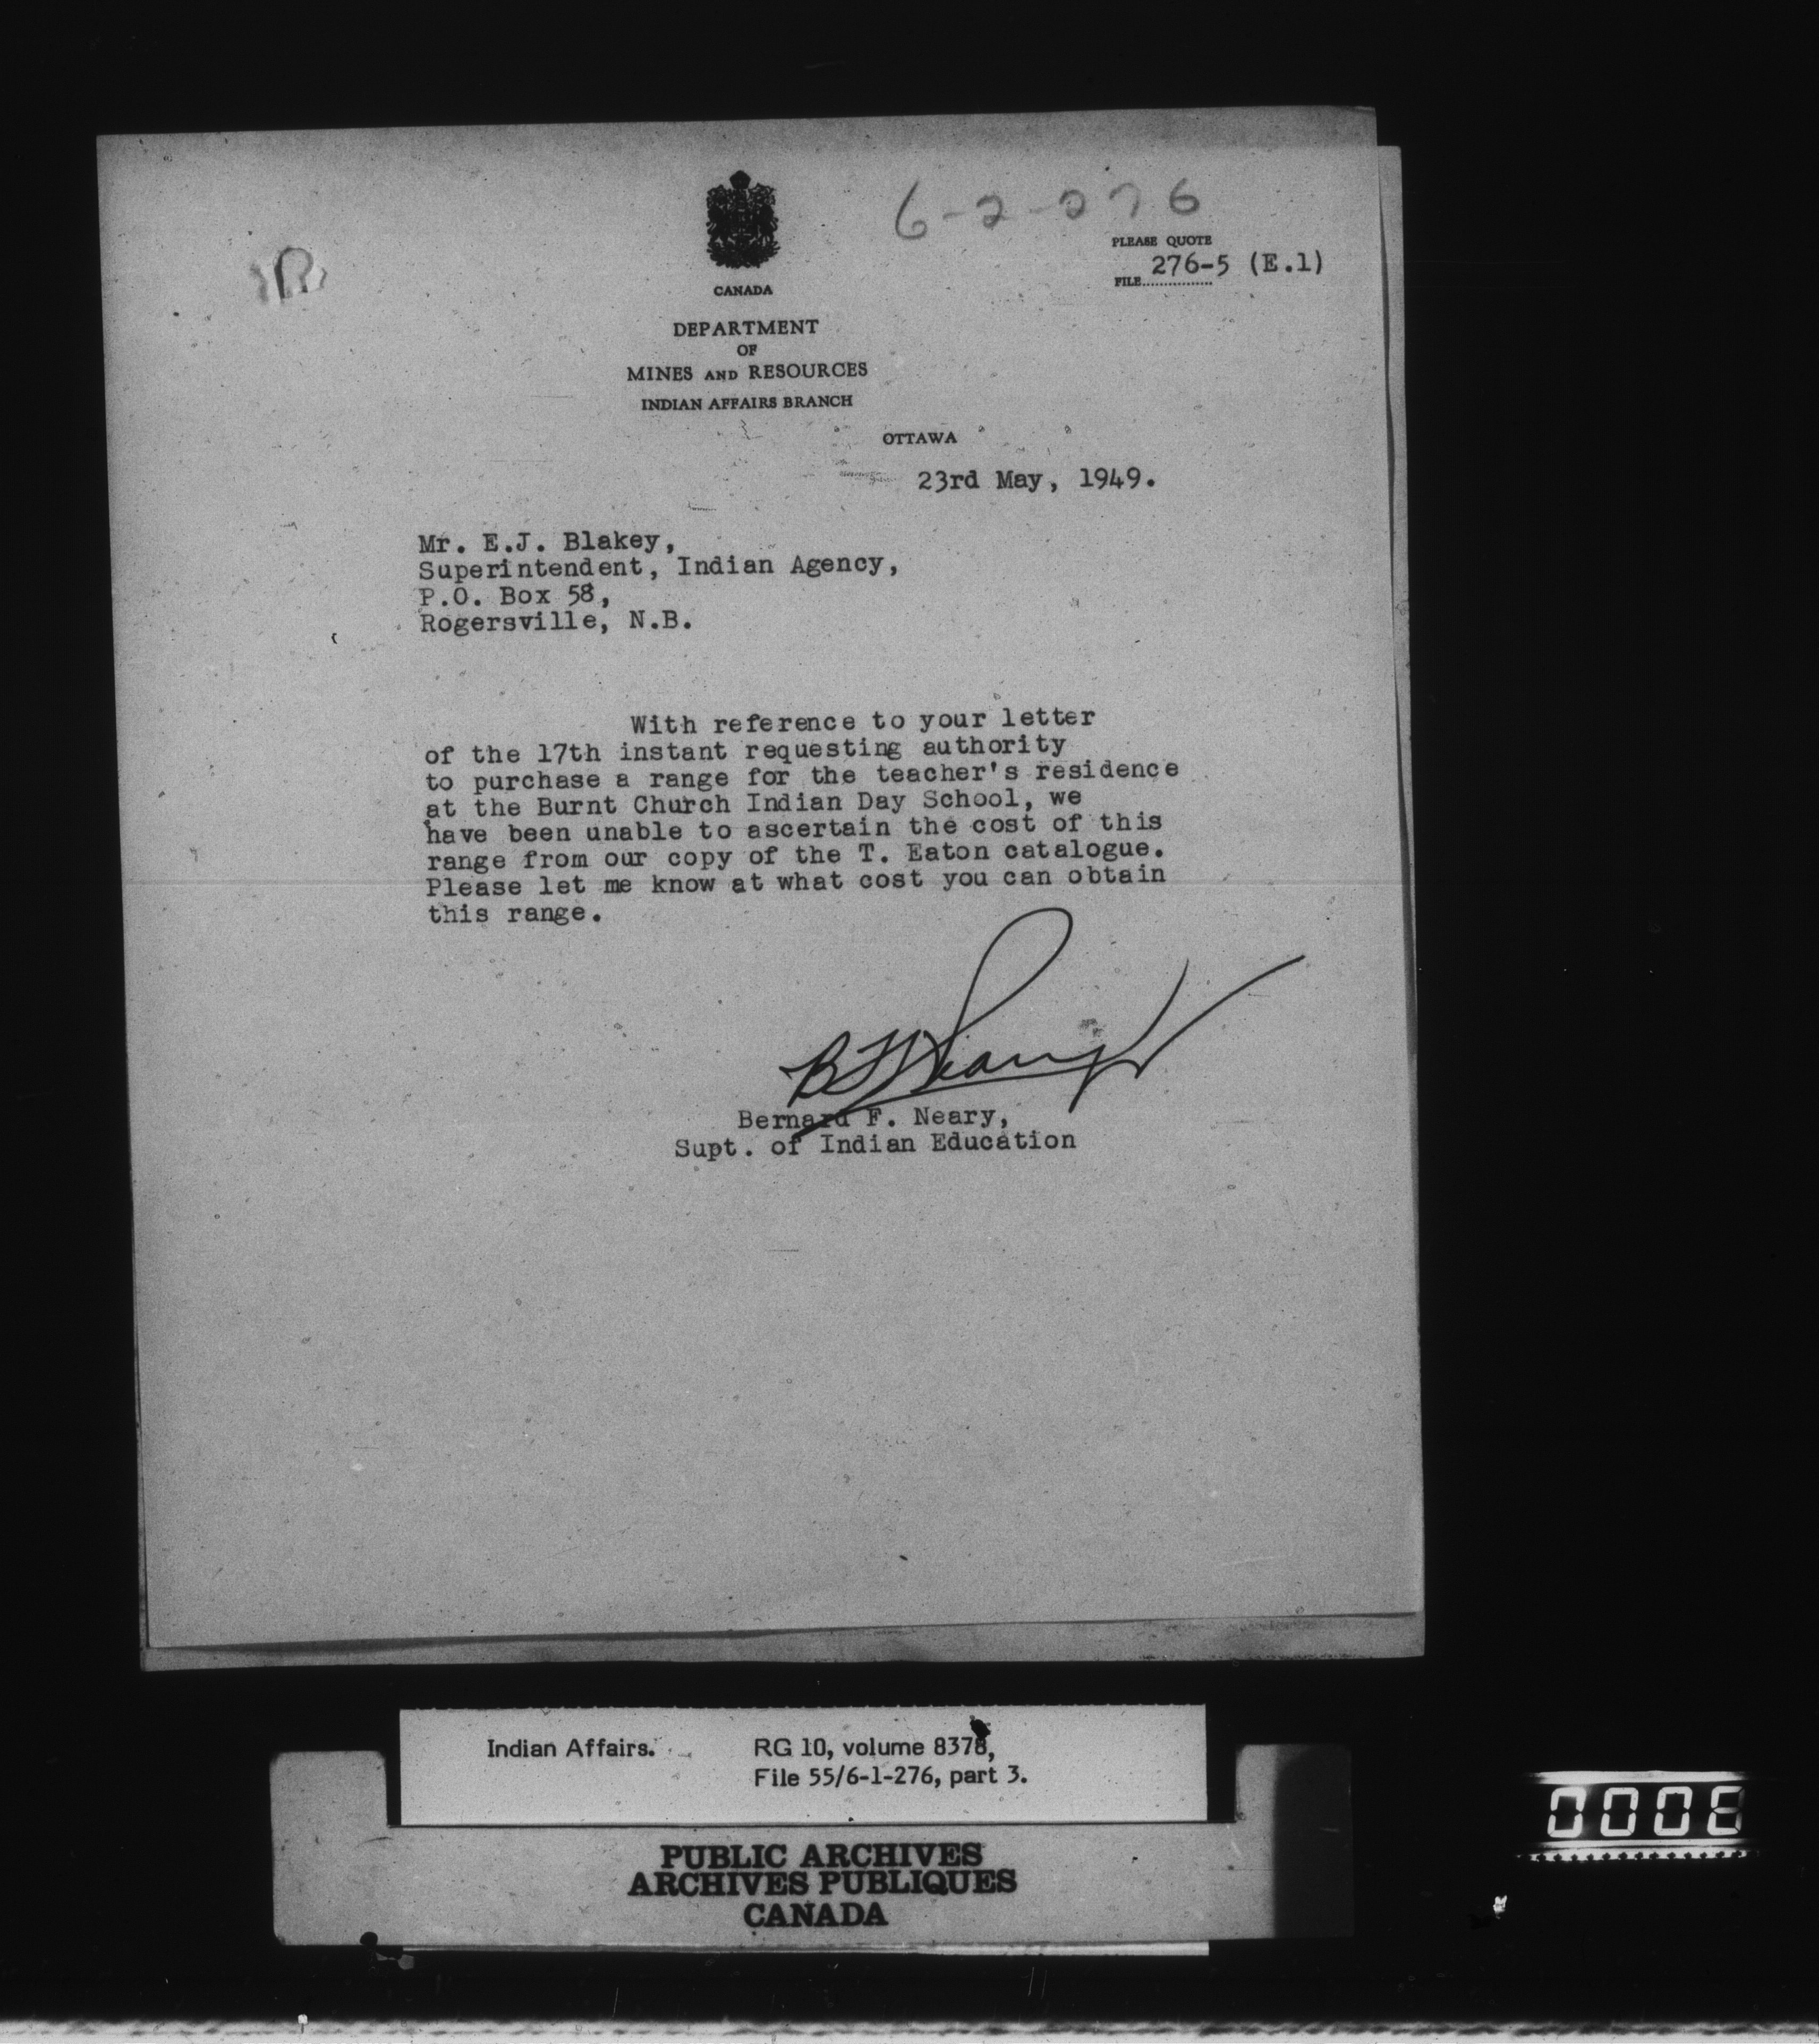 6-2-276
PLEASE QUOTE
FILE 276-5 (E.1)
CANADA
DEPARTMENT
OF
MINES AND RESOURCES
INDIAN AFFAIRS BRANCH
OTTAWA
23rd May, 1949.
Mr. E.J. Blakey,
Superintendent, Indian Agency,
P.O. Box 58,
Rogersville, N.B.
With reference to your letter
of the 17th instant requesting authority
to purchase a range for the teacher's residence
at the Burnt Church Indian Day School, we
have been unable to ascertain the cost of this
range from our copy of the T. Eaton catalogue.
Please let me know at what cost you can obtain
this range.
BF Neary
Bernard F. Neary,
Supt. of Indian Education
Indian Affairs. RG 10, volume 8378,
File 55/6-1-276, part 3.
PUBLIC ARCHIVES
ARCHIVES PUBLIQUES
CANADA